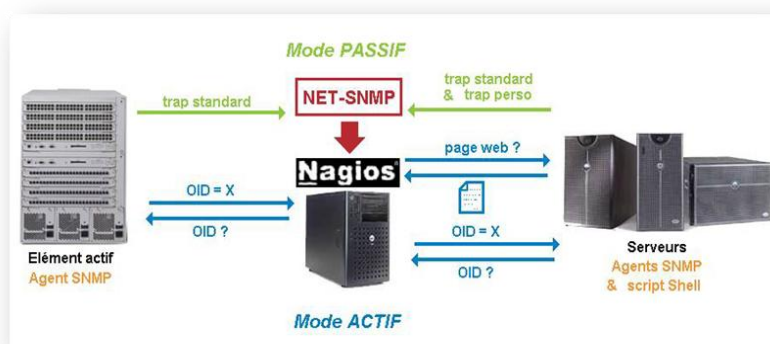 Mode PASSIF
trap standard
NET-SNMP
trap standard
& trap perso
Nagios®
page web ?
OID = X
OID ?
OID = X
OID ?
Elément actif
Agent SNMP
Serveurs
Agents SNMP
& script Shell
Mode ACTIF